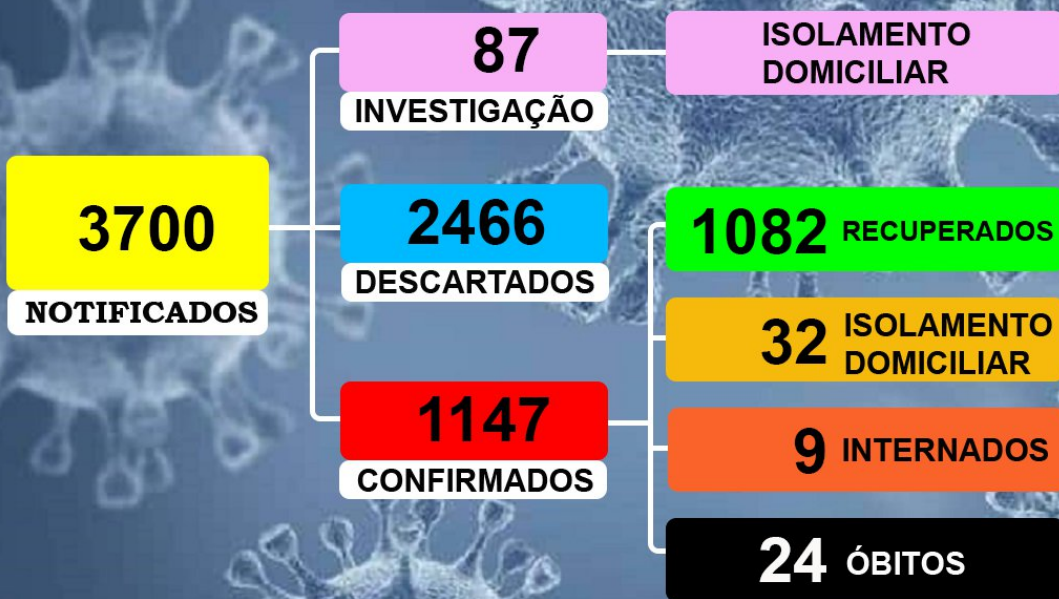 3700
NOTIFICADOS
87
INVESTIGAÇÃO
ISOLAMENTO
DOMICILIAR
2466
DESCARTADOS
1147
CONFIRMADOS
1082 RECUPERADOS
32 ISOLAMENTO
DOMICILIAR
9 INTERNADOS
24 ÓBITOS